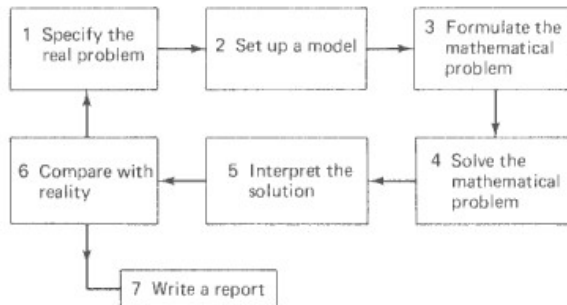 1 Specify the
real problem
2 Set up a model
3 Formulate the
mathematical
problem
4 Solve the
mathematical
problem
5 Interpret the
solution
6 Compare with
reality
7 Write a report